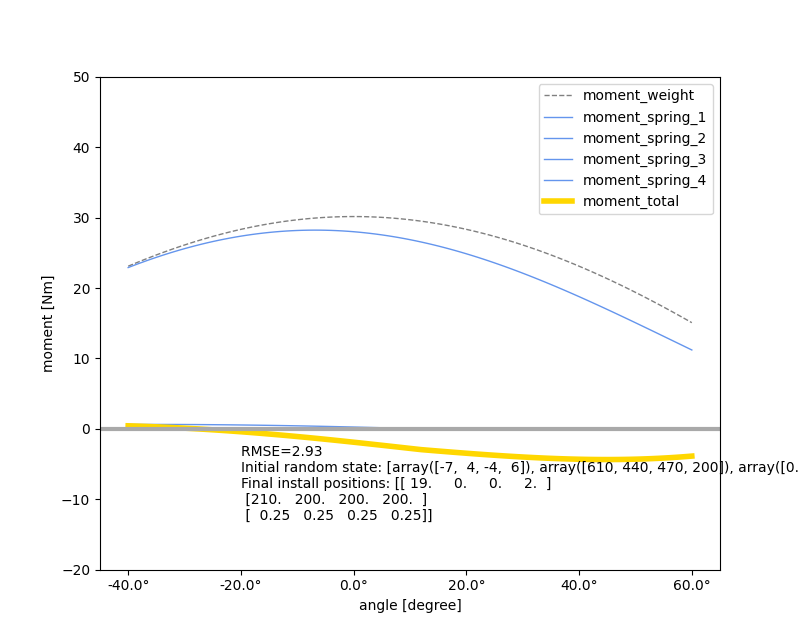 50
40
30
20
10
0
−10
−20
moment [Nm]
moment_weight
moment_spring_1
moment_spring_2
moment_spring_3
moment_spring_4
moment_total
RMSE=2.93
Initial random state: [array([-7,  4, -4,  6]), array([610, 440, 470, 200]), array([0.
Final install positions: [[ 19.     0.     0.     2.  ]
[210.   200.   200.   200.  ]
[  0.25   0.25   0.25   0.25]]
-40.0° -20.0° 0.0° 20.0° 40.0° 60.0°
angle [degree]